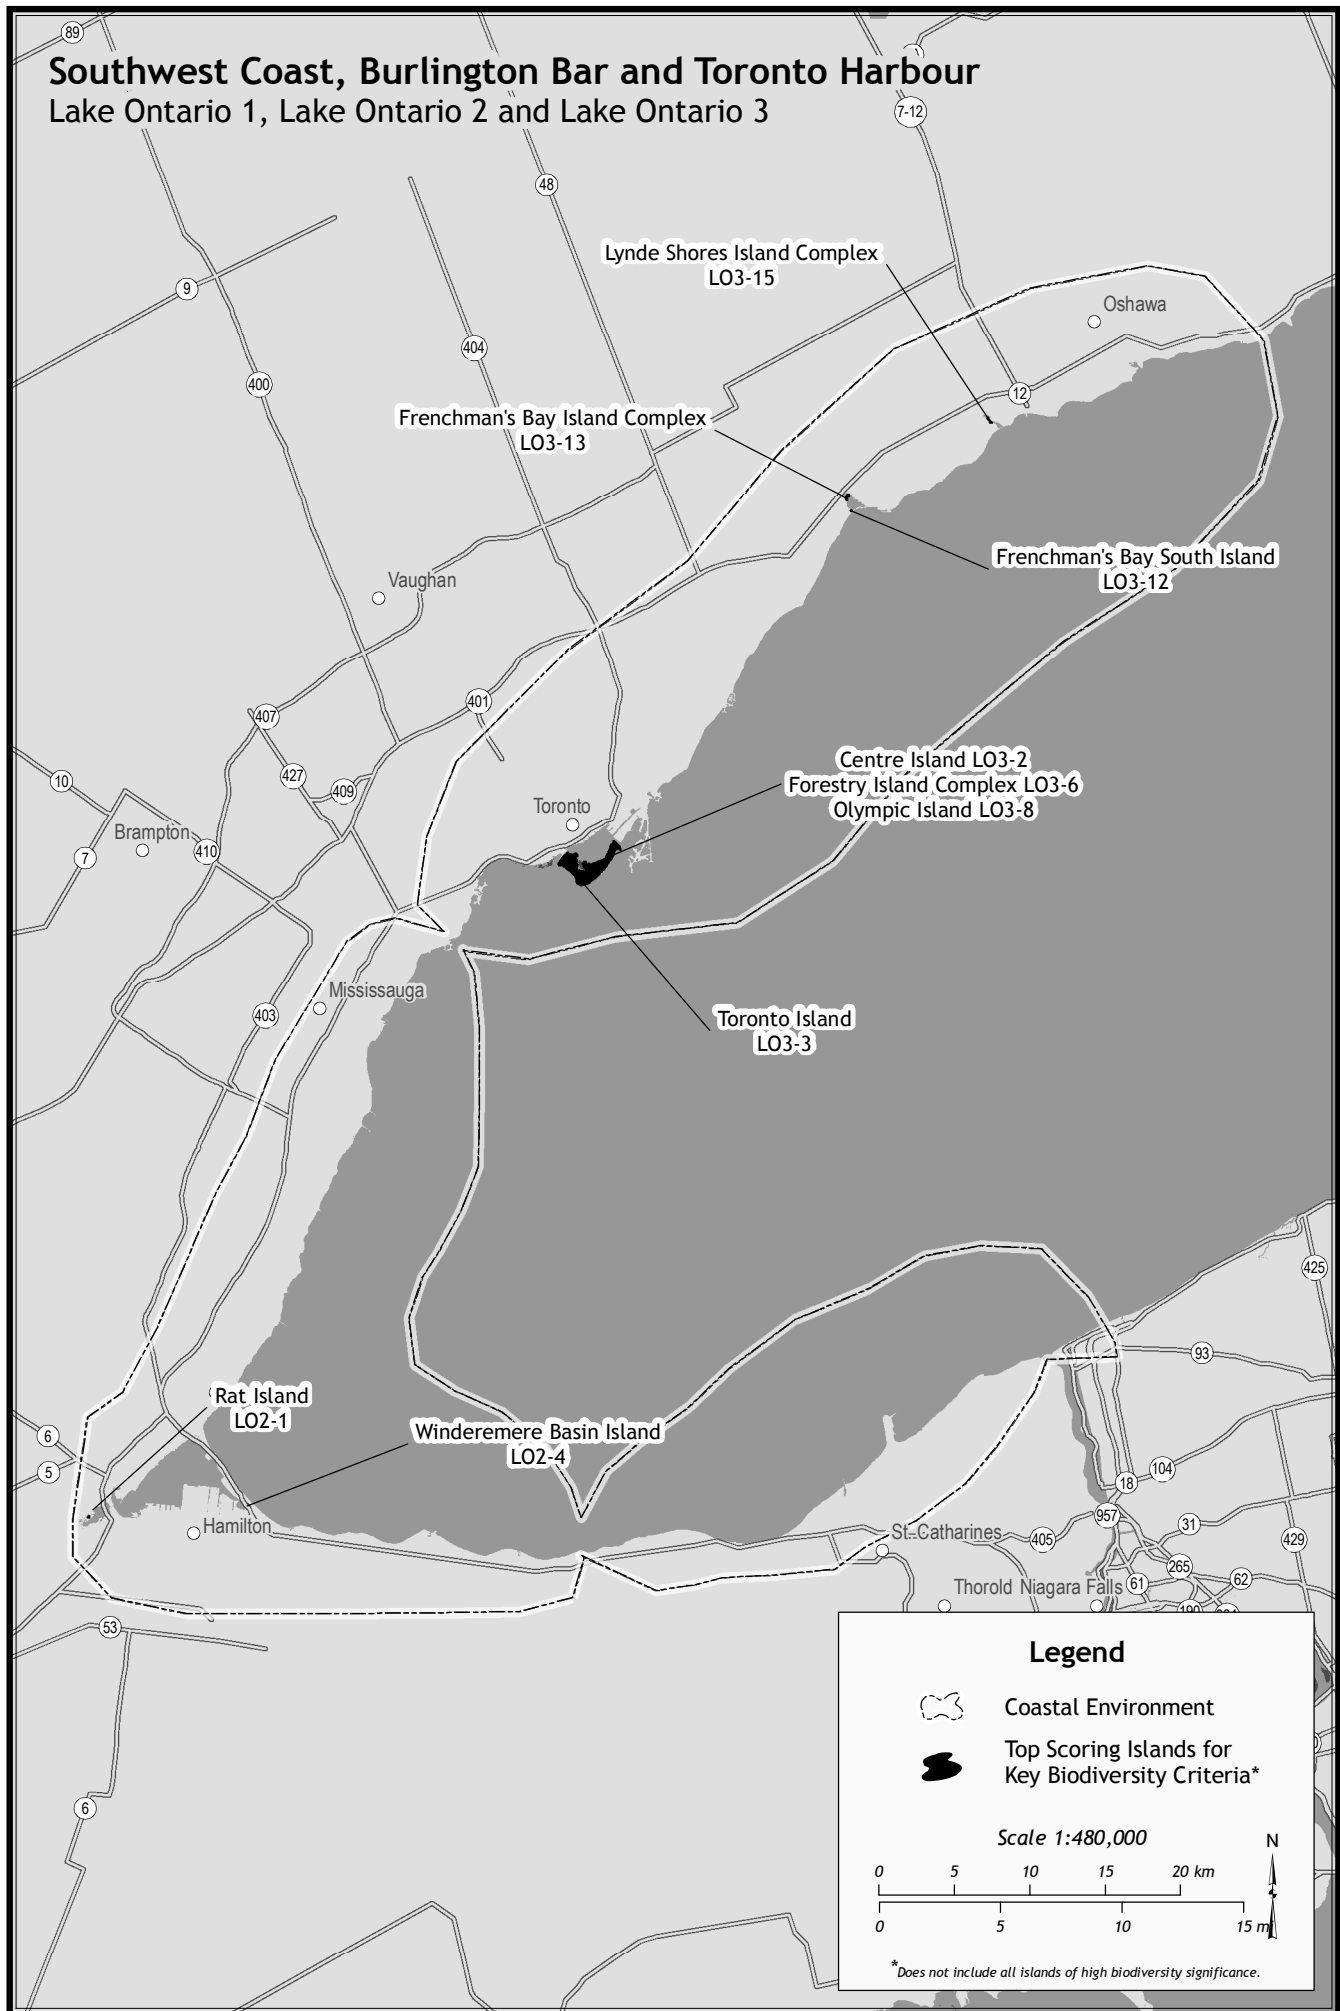 89
Southwest Coast, Burlington Bar and Toronto Harbour
Lake Ontario 1, Lake Ontario 2 and Lake Ontario 3
7-12
48
Lynde Shores Island Complex
LO3-15
9
Oshawa
404
400
12
Frenchman's Bay Island Complex
LO3-13
Frenchman's Bay South Island
LO3-12
Vaughan
401
407
427
409
10
Centre Island LO3-2
Forestry Island Complex LO3-6
Olympic Island LO3-8
Toronto
Brampton
7
410
Mississauga
403
Toronto Island
LO3-3
425
93
Rat Island
LO2-1
6
5
Winderemere Basin Island
LO2-4
104
18
957
31
Hamilton
St. Catharines
405
429
265
62
61
Thorold
Niagara Falls
190
53
Legend
Coastal Environment
Top Scoring Islands for
Key Biodiversity Criteria*
6
Scale 1:480,000
N
0 5 10 15 20 km
0 5 10 15 mi
*Does not include all islands of high biodiversity significance.